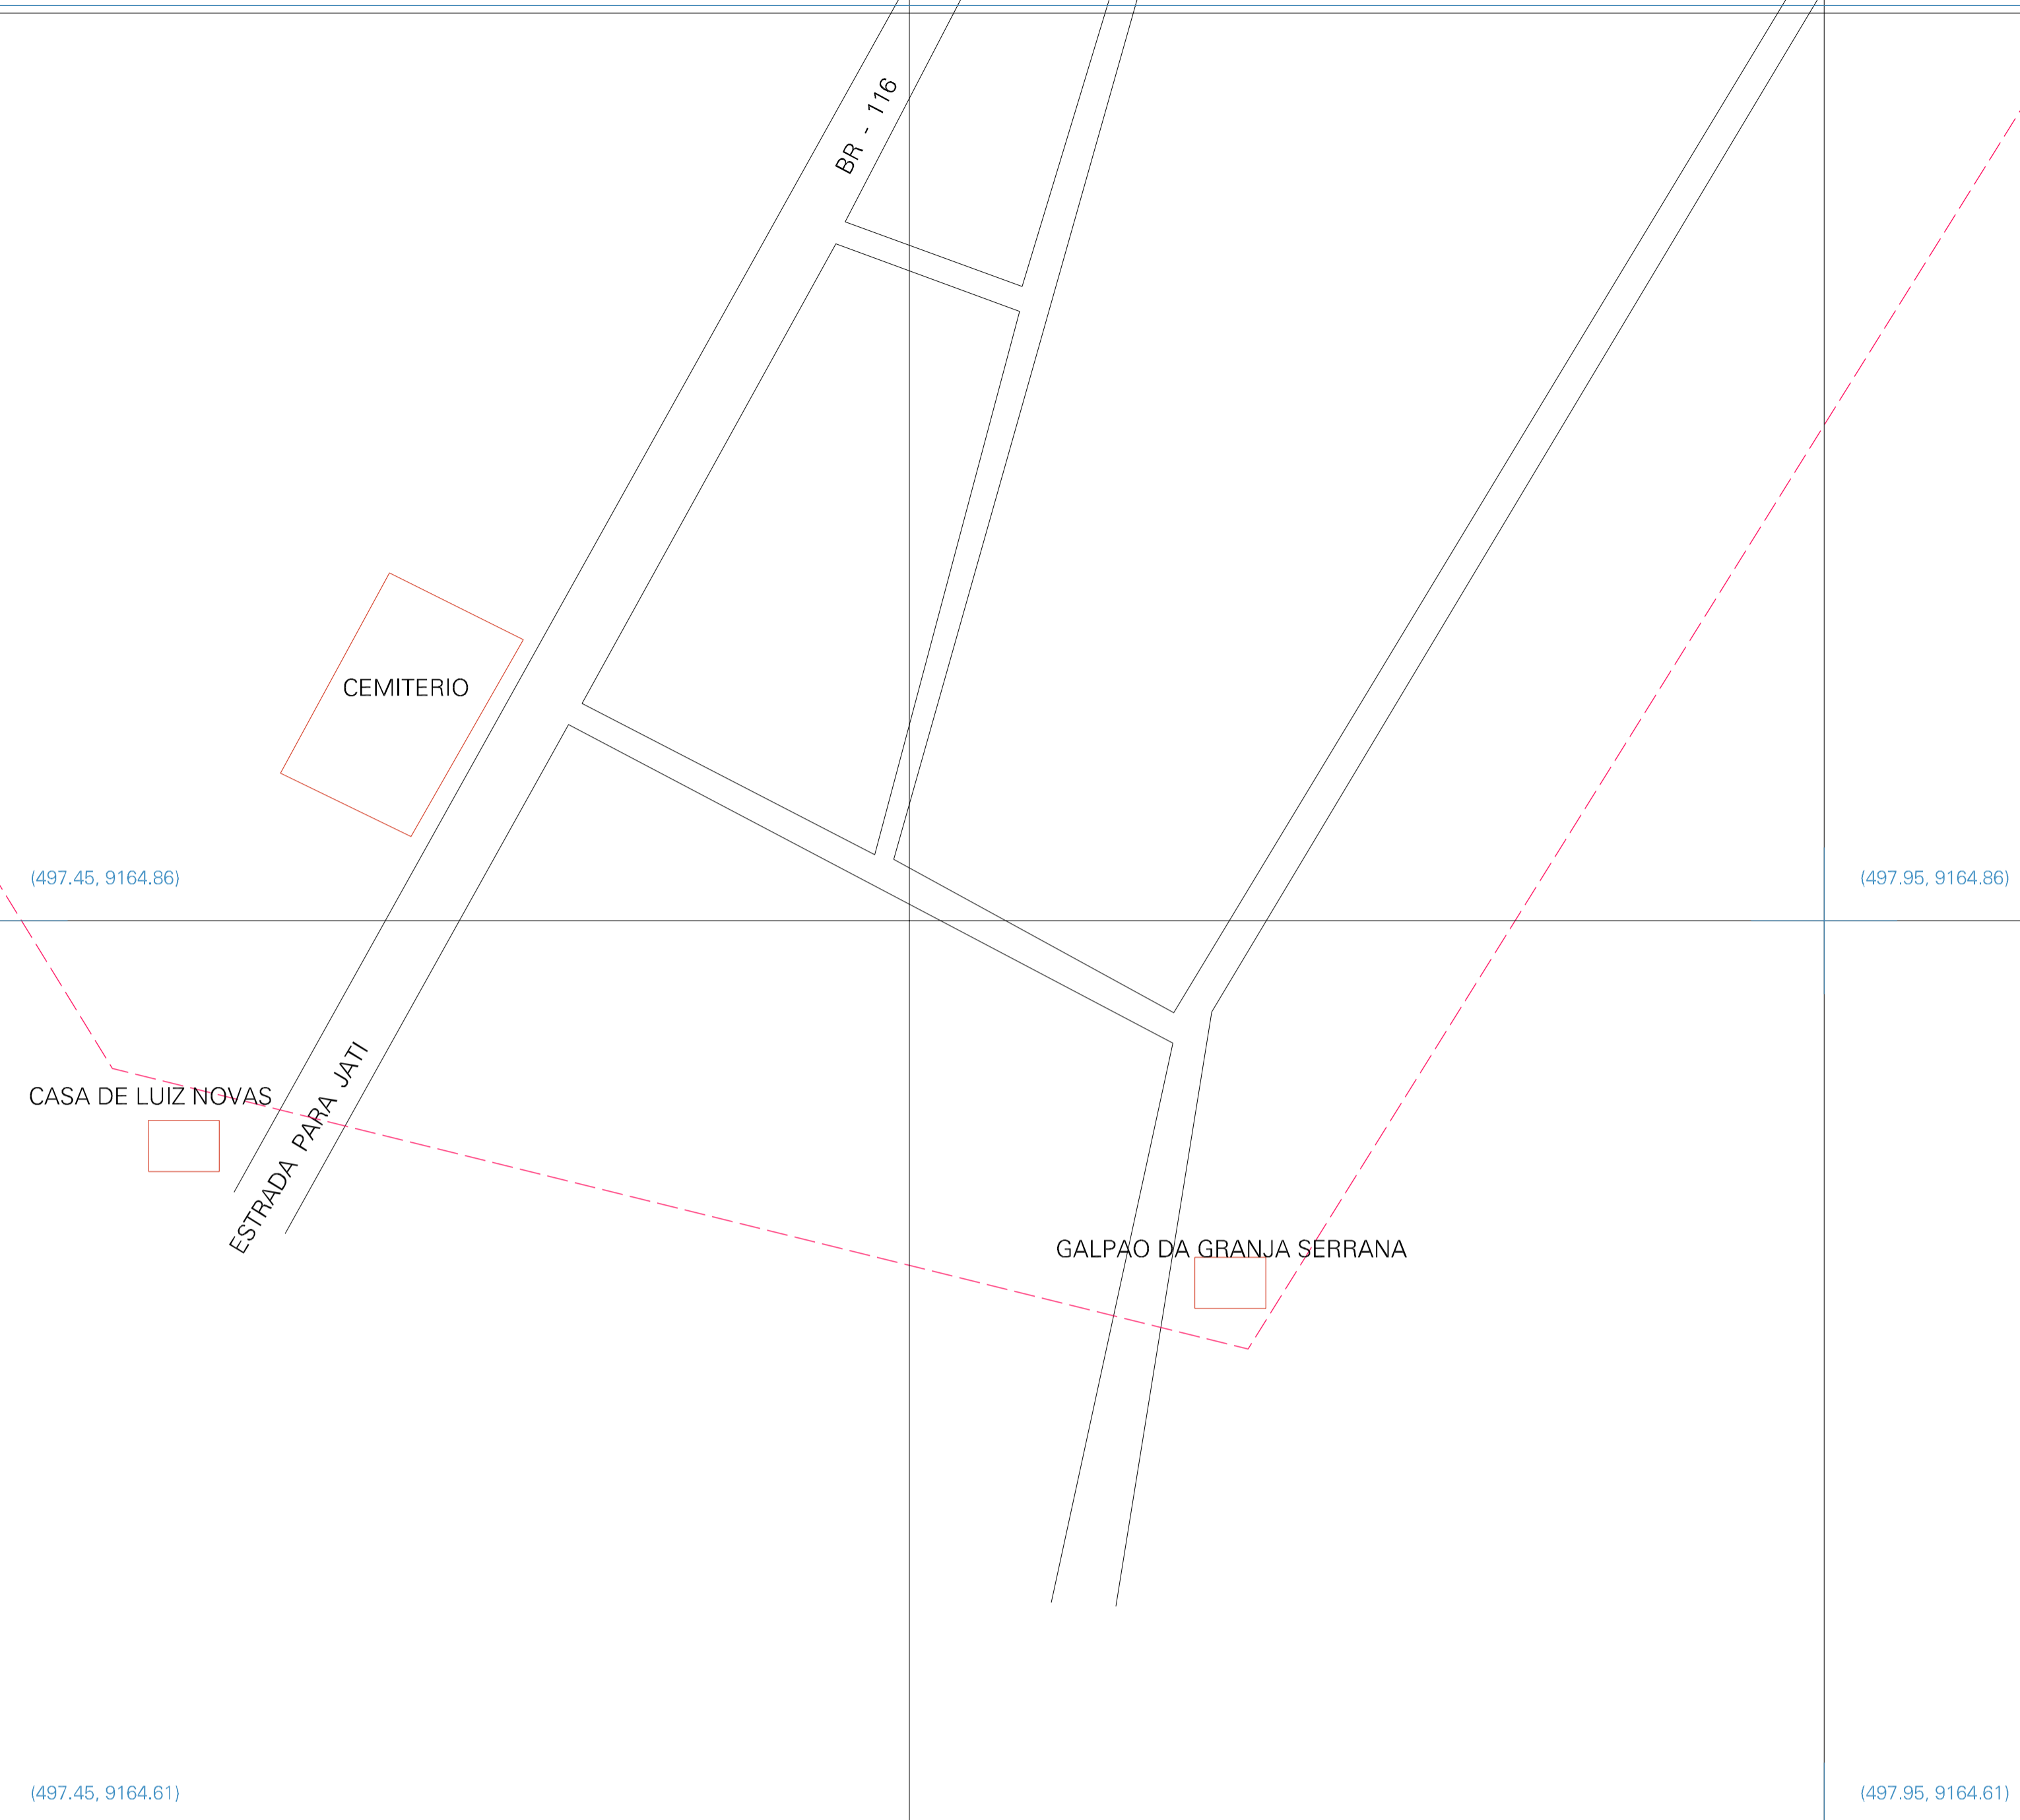 BR - 116
CEMITERIO
(497.45, 9164.86)
(497.95, 9164.86)
ESTRADA PARA JATI
CASA DE LUIZ NOVAS
GALPAO DA GRANJA SERRANA
(497.45, 9164.61)
(497.95, 9164.61)